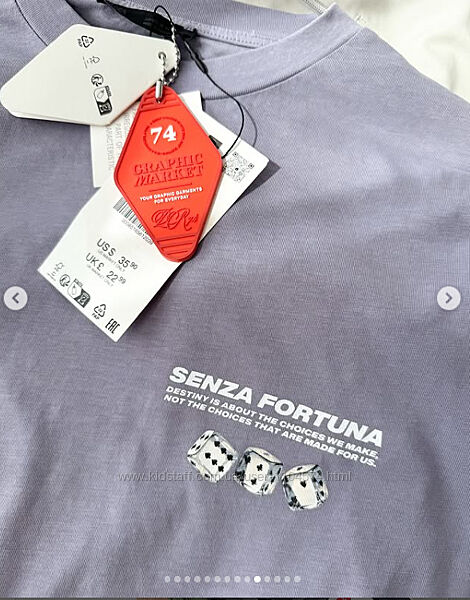 74
GRAPHIC
MARKET
YOUR GRAPHIC GARMENTS
FOR EVERYDAY
US$ 35.90
UK£ 22.99
EAC
SENZA FORTUNA
DESTINY IS ABOUT THE CHOICES WE MAKE,
NOT THE CHOICES THAT ARE MADE FOR US.